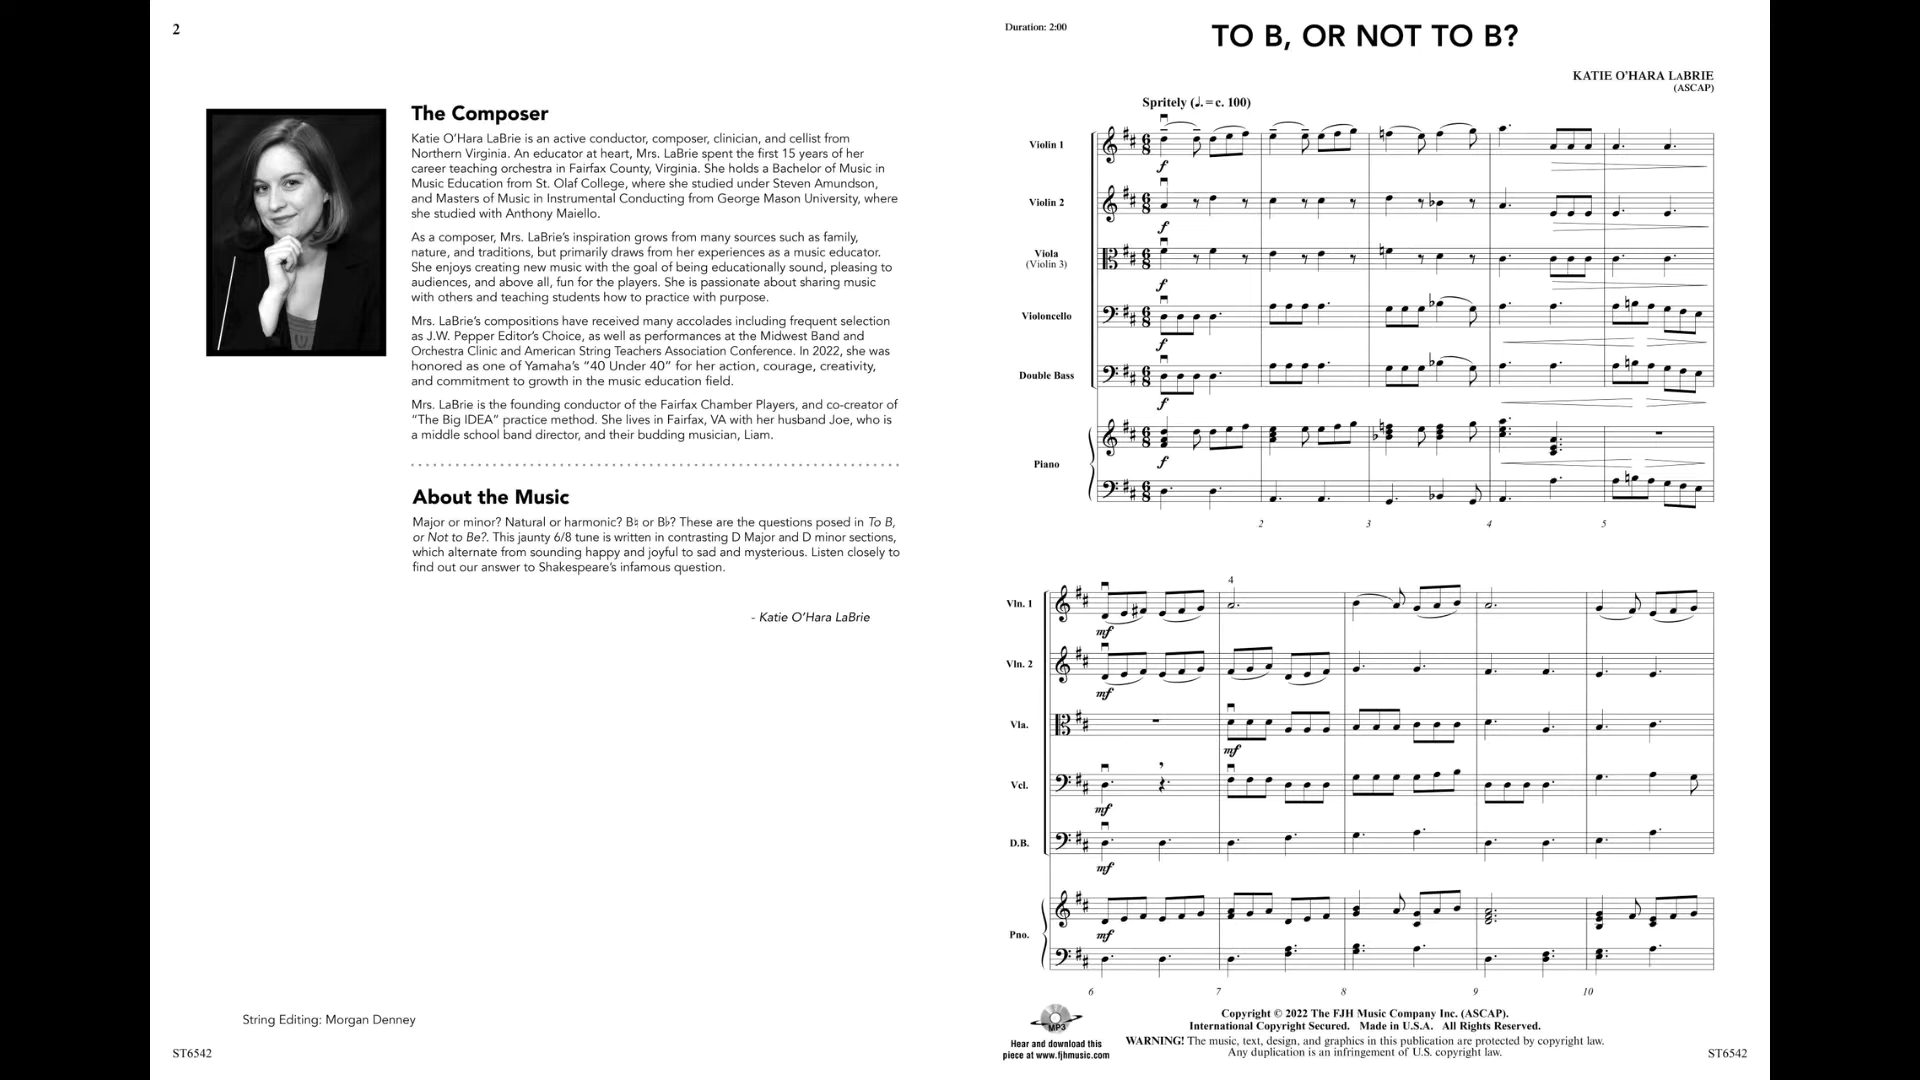 2
The Composer
Katie O’Hara LaBrie is an active conductor, composer, clinician, and cellist from
Northern Virginia. An educator at heart, Mrs. LaBrie spent the first 15 years of her
career teaching orchestra in Fairfax County, Virginia. She holds a Bachelor of Music in
Music Education from St. Olaf College, where she studied under Steven Amundson,
and Masters of Music in Instrumental Conducting from George Mason University, where
she studied with Anthony Maiello.
As a composer, Mrs. LaBrie’s inspiration grows from many sources such as family,
nature, and traditions, but primarily draws from her experiences as a music educator.
She enjoys creating new music with the goal of being educationally sound, pleasing to
audiences, and above all, fun for the players. She is passionate about sharing music
with others and teaching students how to practice with purpose.
Mrs. LaBrie’s compositions have received many accolades including frequent selection
as J.W. Pepper Editor’s Choice, as well as performances at the Midwest Band and
Orchestra Clinic and American String Teachers Association Conference. In 2022, she was
honored as one of Yamaha’s “40 Under 40” for her action, courage, creativity,
and commitment to growth in the music education field.
Mrs. LaBrie is the founding conductor of the Fairfax Chamber Players, and co-creator of
“The Big IDEA” practice method. She lives in Fairfax, VA with her husband Joe, who is
a middle school band director, and their budding musician, Liam.
About the Music
Major or minor? Natural or harmonic? B♮ or B♭? These are the questions posed in To B,
or Not to Be?. This jaunty 6/8 tune is written in contrasting D Major and D minor sections,
which alternate from sounding happy and joyful to sad and mysterious. Listen closely to
find out our answer to Shakespeare’s infamous question.
- Katie O’Hara LaBrie
String Editing: Morgan Denney
ST6542
Duration: 2:00
TO B, OR NOT TO B?
KATIE O’HARA LABRIE
(ASCAP)
Spritely (♩. = c. 100)
Violin 1
f
Violin 2
f
Viola
(Violin 3)
f
Violoncello
f
Double Bass
f
Piano
f
2 3 4 5
4
Vln. 1
mf
Vln. 2
mf
Vla.
mf
Vcl.
mf
D.B.
mf
Pno.
mf
6 7 8 9 10
MP3
Hear and download this
piece at www.fjhmusic.com
Copyright © 2022 The FJH Music Company Inc. (ASCAP).
International Copyright Secured. Made in U.S.A. All Rights Reserved.
WARNING! The music, text, design, and graphics in this publication are protected by copyright law.
Any duplication is an infringement of U.S. copyright law.
ST6542